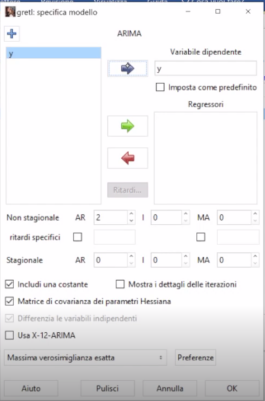 gretl: specifica modello
ARIMA
y
Variabile dipendente
y
Imposta come predefinito
Regressori
Ritardi...
Non stagionale AR 2 I 0 MA 0
ritardi specifici
Stagionale AR 0 I 0 MA 0
Includi una costante
Mostra i dettagli delle iterazioni
Matrice di covarianza dei parametri Hessiana
Differenzia le variabili indipendenti
Usa X-12-ARIMA
Massima verosimiglianza esatta
Preferenze
Aiuto Pulisci Annulla OK